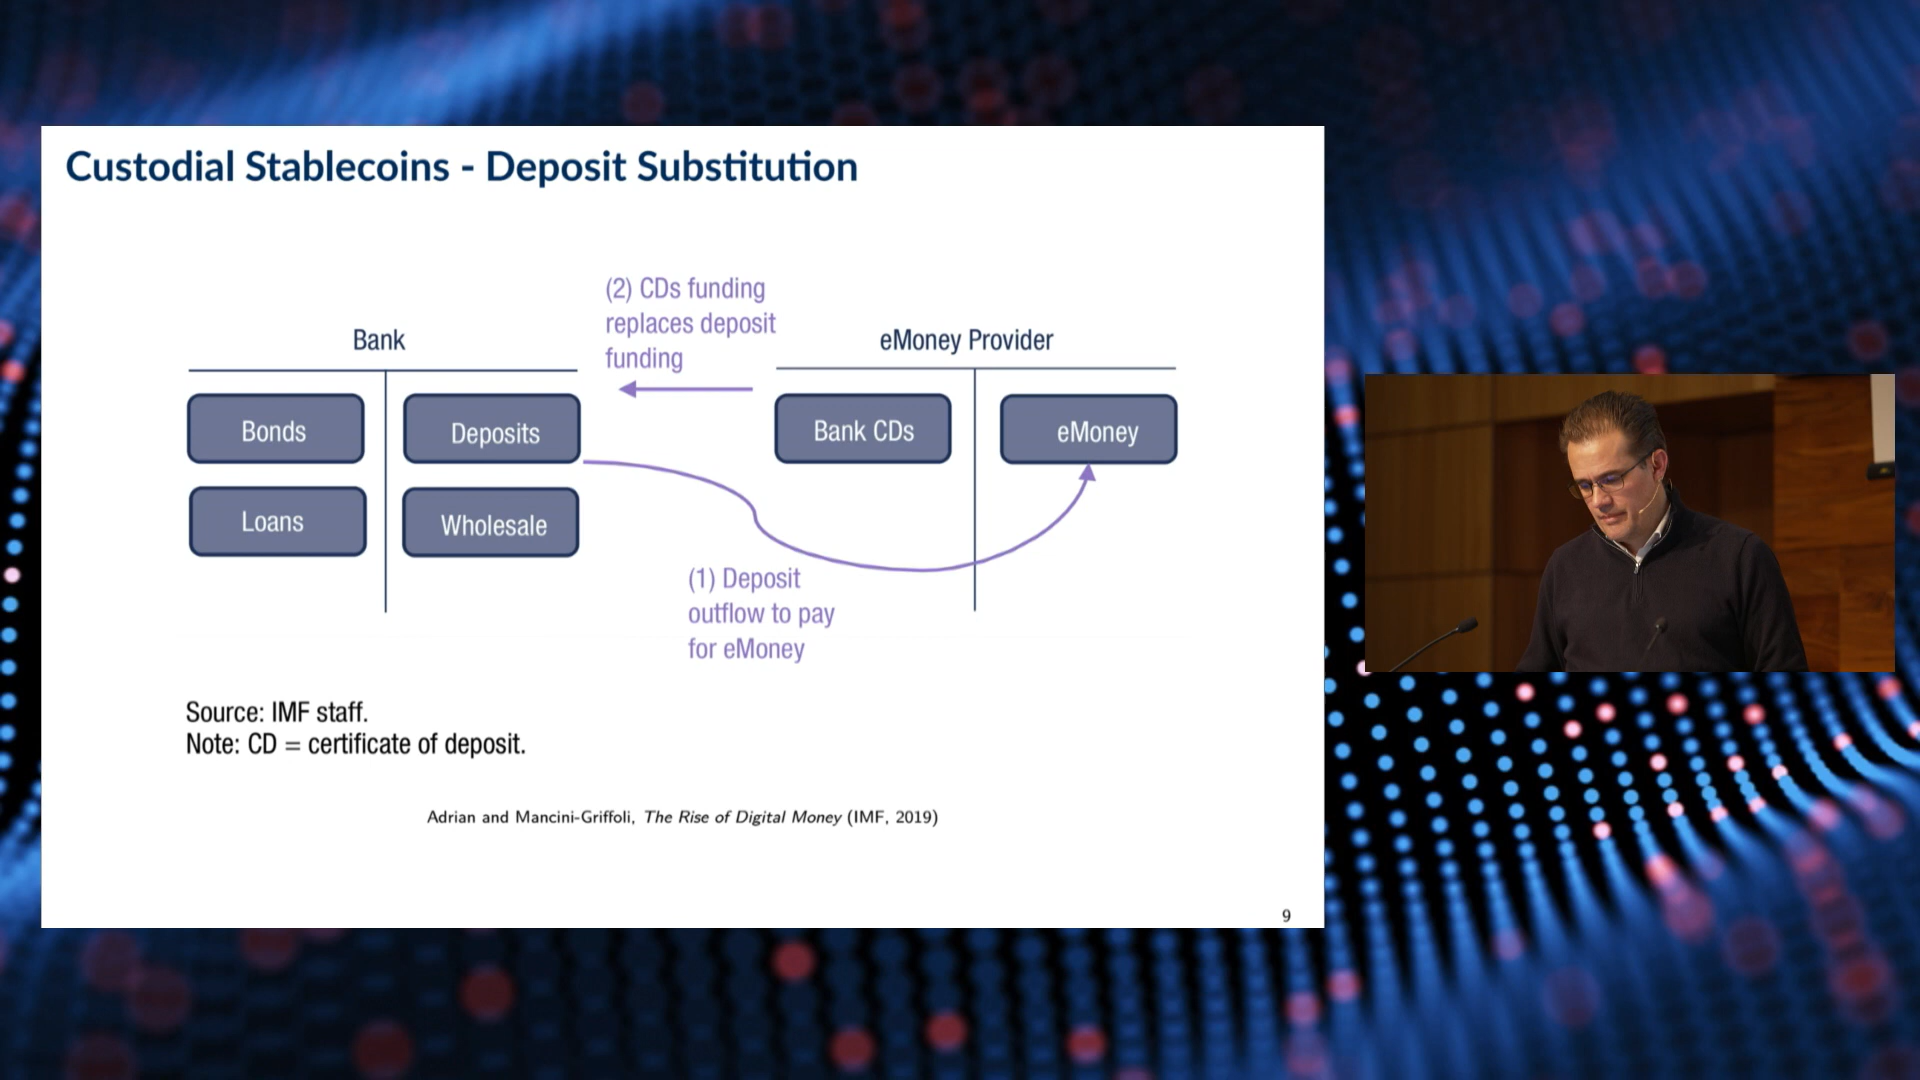 Custodial Stablecoins - Deposit Substitution
(2) CDs funding
replaces deposit
funding
Bank
eMoney Provider
Bonds
Deposits
Bank CDs
eMoney
Loans
Wholesale
(1) Deposit
outflow to pay
for eMoney
Source: IMF staff.
Note: CD = certificate of deposit.
Adrian and Mancini-Griffoli, The Rise of Digital Money (IMF, 2019)
9